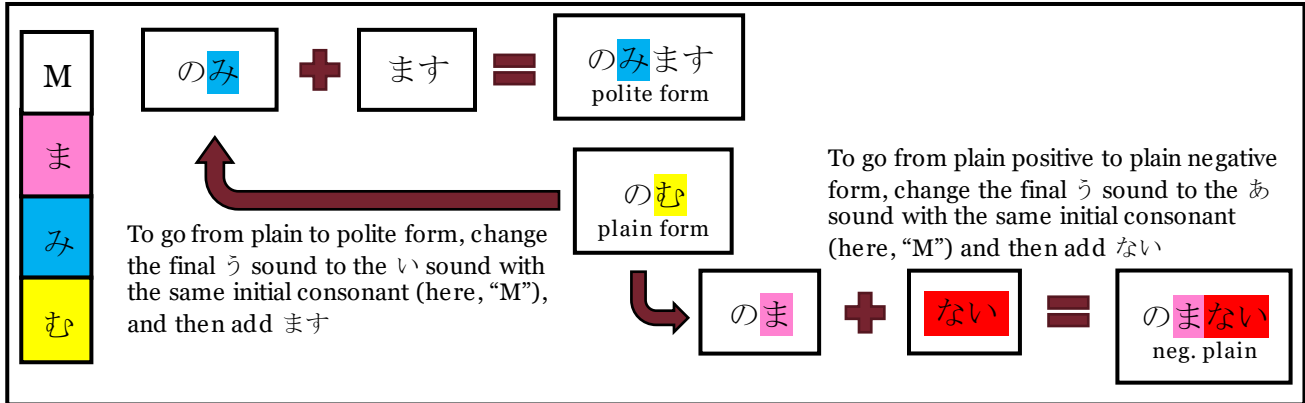 M
ま
み
む
のみ
ます
のみます
polite form
To go from plain to polite form, change
the final う sound to the い sound with
the same initial consonant (here, “M”),
and then add ます
のむ
plain form
To go from plain positive to plain negative
form, change the final う sound to the あ
sound with the same initial consonant
(here, “M”) and then add ない
のま
ない
のまない
neg. plain